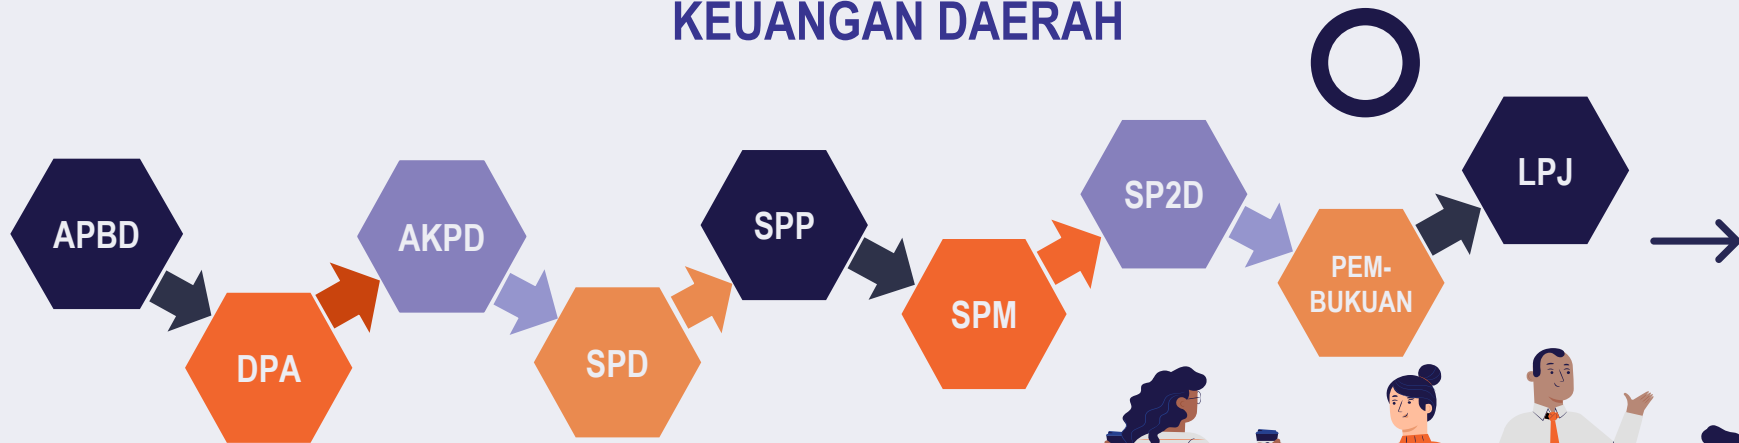 KEUANGAN DAERAH
APBD
DPA
AKPD
SPD
SPP
SPM
SP2D
PEM-
BUKUAN
LPJ